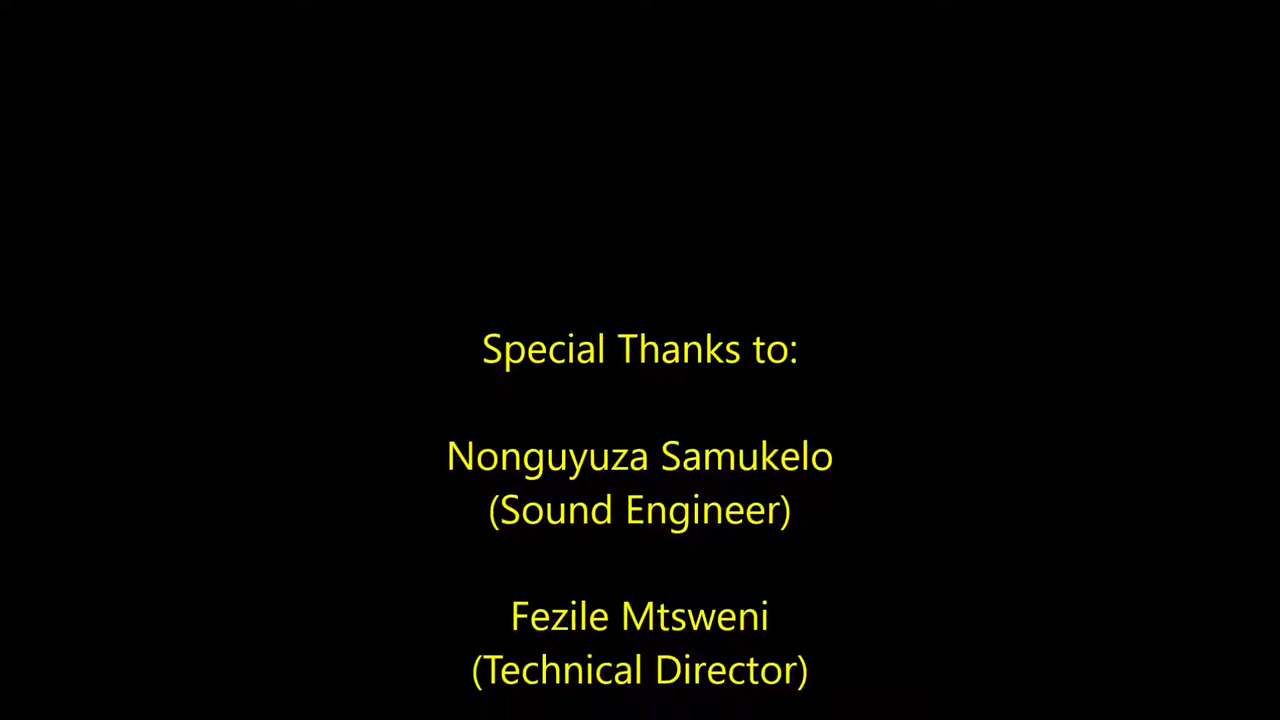 Special Thanks to:
Nonguyuza Samukelo
(Sound Engineer)
Fezile Mtsweni
(Technical Director)